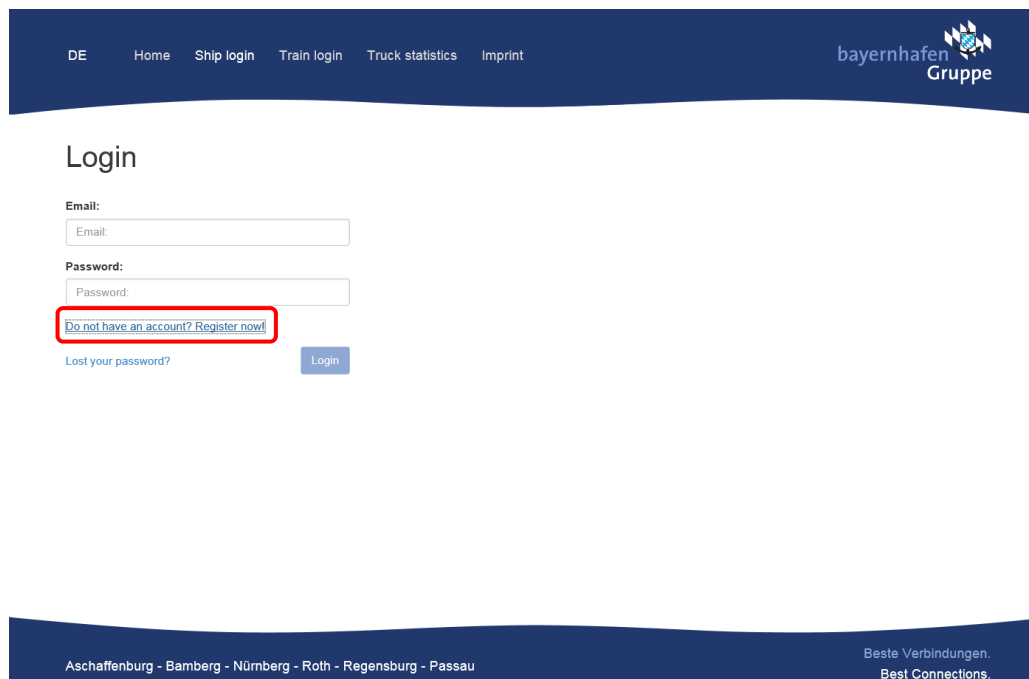 DE Home Ship login Train login Truck statistics Imprint
bayernhafen
Gruppe
Login
Email:
Email:
Password:
Password:
Do not have an account? Register now!
Lost your password? Login
Beste Verbindungen.
Aschaffenburg - Bamberg - Nürnberg - Roth - Regensburg - Passau
Best Connections.